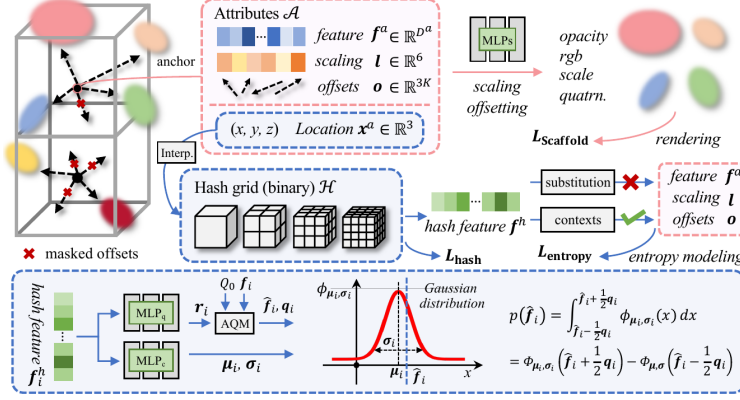 Attributes 𝒜
feature f^a ∈ ℝ^{D^a}
scaling l ∈ ℝ^6
offsets o ∈ ℝ^{3K}
anchor
MLPs
scaling
offsetting
opacity
rgb
scale
quatrn.
(x, y, z) Location x^a ∈ ℝ^3
L_Scaffold
rendering
Interp.
Hash grid (binary) ℋ
hash feature f^h
substitution
contexts
feature f^a
scaling l
offsets o
masked offsets
L_hash
L_entropy
entropy modeling
hash feature
f_i^h
MLP_q
MLP_c
r_i
Q_0 f_i
AQM
f̂_i, q_i
μ_i, σ_i
ϕ_{μ_i,σ_i}
Gaussian
distribution
σ_i
μ_i
f̂_i
x
p(f̂_i) = ∫_{f̂_i − ½q_i}^{f̂_i + ½q_i} ϕ_{μ_i,σ_i}(x) dx
= Φ_{μ_i,σ_i}(f̂_i + ½q_i) − Φ_{μ,σ}(f̂_i − ½q_i)